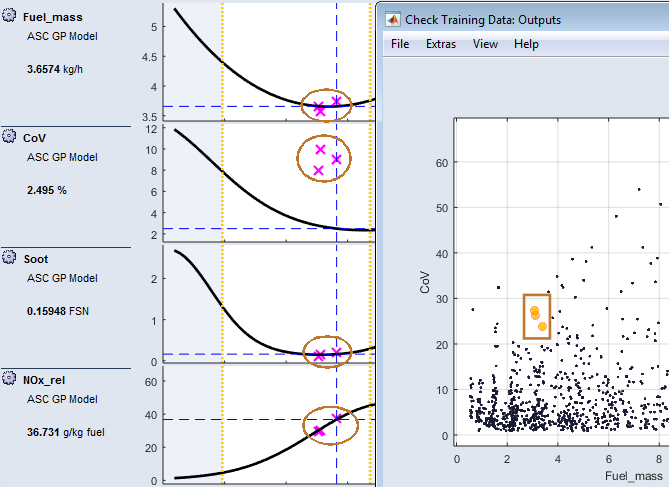 Fuel_mass
ASC GP Model
3.6574 kg/h
5
4.5
4
3.5
CoV
ASC GP Model
2.495 %
12
10
8
6
4
2
Soot
ASC GP Model
0.15948 FSN
2
1
0
NOx_rel
ASC GP Model
36.731 g/kg fuel
60
40
20
0
Check Training Data: Outputs
File Extras View Help
CoV
60
50
40
30
20
10
0
0 2 4 6 8
Fuel_mass